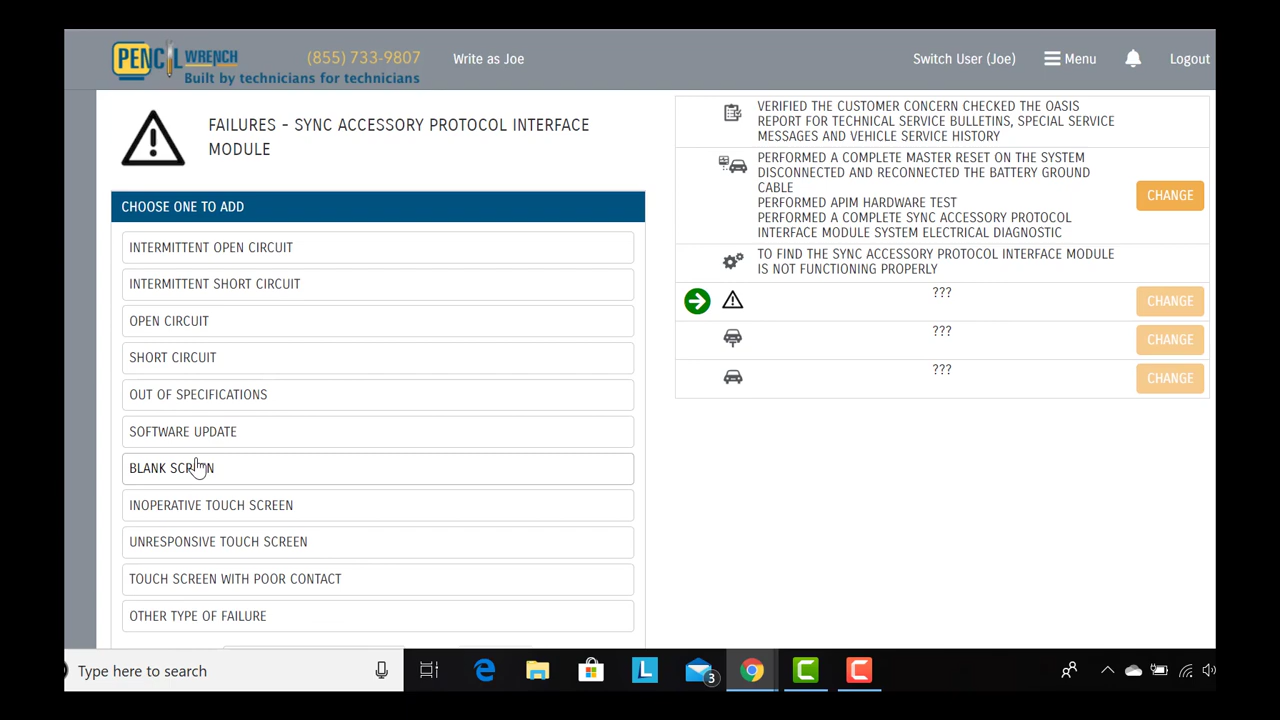 PENCIL WRENCH
Built by technicians for technicians
(855) 733-9807
Write as Joe
Switch User (Joe)
Menu
Logout
FAILURES - SYNC ACCESSORY PROTOCOL INTERFACE
MODULE
CHOOSE ONE TO ADD
INTERMITTENT OPEN CIRCUIT
INTERMITTENT SHORT CIRCUIT
OPEN CIRCUIT
SHORT CIRCUIT
OUT OF SPECIFICATIONS
SOFTWARE UPDATE
BLANK SCREEN
INOPERATIVE TOUCH SCREEN
UNRESPONSIVE TOUCH SCREEN
TOUCH SCREEN WITH POOR CONTACT
OTHER TYPE OF FAILURE
VERIFIED THE CUSTOMER CONCERN CHECKED THE OASIS
REPORT FOR TECHNICAL SERVICE BULLETINS, SPECIAL SERVICE
MESSAGES AND VEHICLE SERVICE HISTORY
PERFORMED A COMPLETE MASTER RESET ON THE SYSTEM
DISCONNECTED AND RECONNECTED THE BATTERY GROUND
CABLE
PERFORMED APIM HARDWARE TEST
PERFORMED A COMPLETE SYNC ACCESSORY PROTOCOL
INTERFACE MODULE SYSTEM ELECTRICAL DIAGNOSTIC
CHANGE
TO FIND THE SYNC ACCESSORY PROTOCOL INTERFACE MODULE
IS NOT FUNCTIONING PROPERLY
???
CHANGE
???
CHANGE
???
CHANGE
Type here to search
L
3
C
C